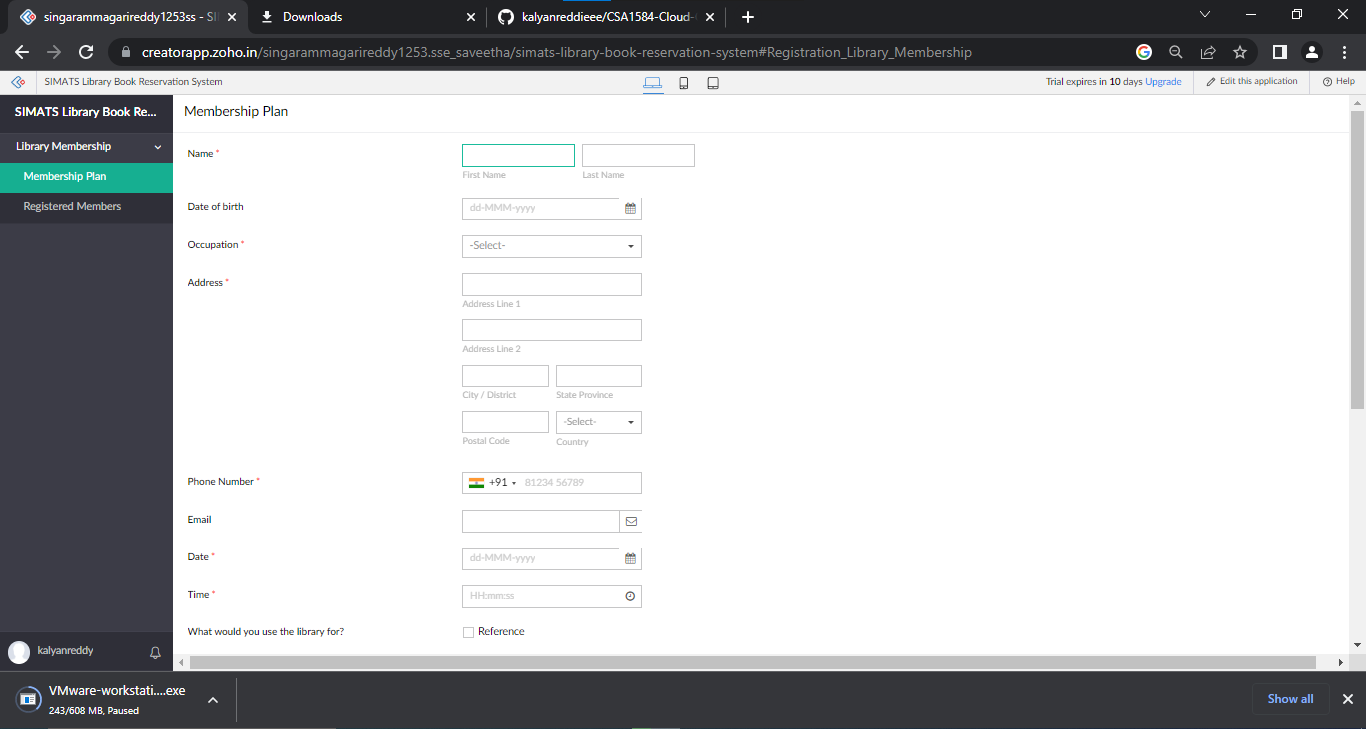 singarammagarireddy1253ss - SI
Downloads
kalyanreddieee/CSA1584-Cloud-
creatorapp.zoho.in/singarammagarireddy1253.sse_saveetha/simats-library-book-reservation-system#Registration_Library_Membership
SIMATS Library Book Reservation System
Trial expires in 10 days Upgrade
Edit this application
Help
SIMATS Library Book Re...
Membership Plan
Library Membership
Membership Plan
Registered Members
Name *
First Name
Last Name
Date of birth
dd-MMM-yyyy
Occupation *
-Select-
Address *
Address Line 1
Address Line 2
City / District
State Province
-Select-
Postal Code
Country
Phone Number *
+91
81234 56789
Email
Date *
dd-MMM-yyyy
Time *
HH:mm:ss
What would you use the library for?
Reference
kalyanreddy
VMware-workstati....exe
243/608 MB, Paused
Show all